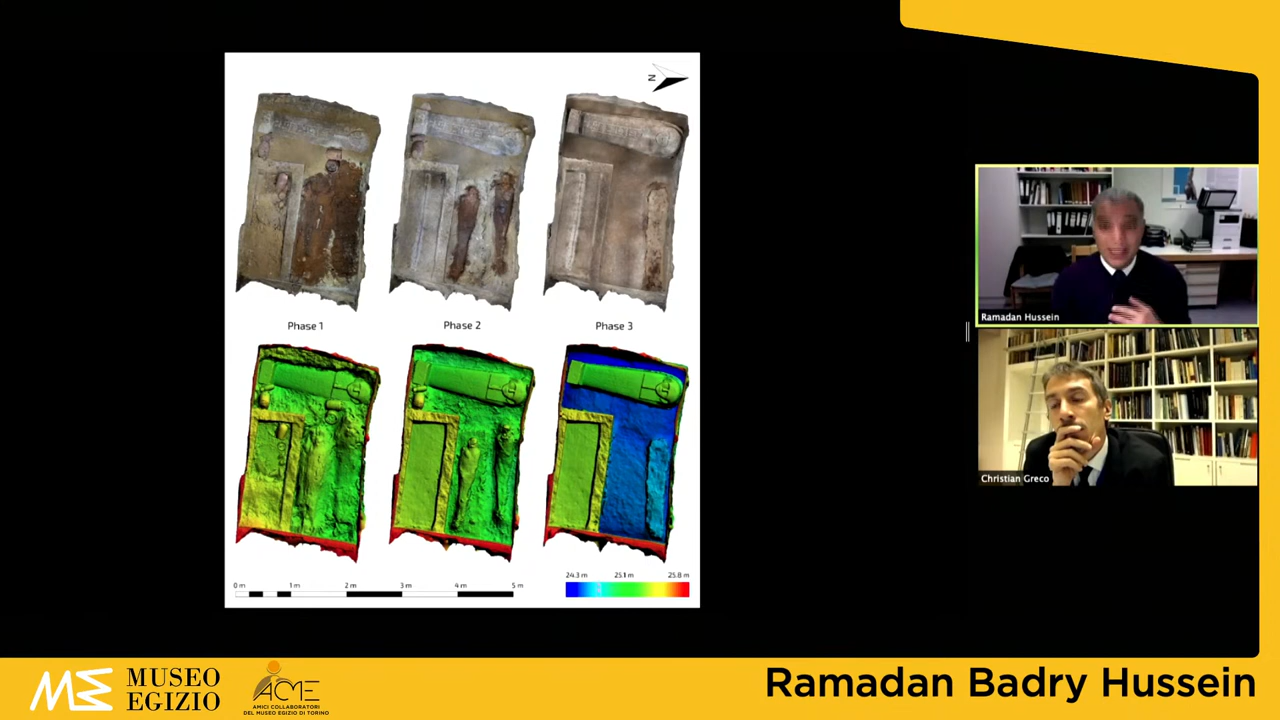 N
Phase 1
Phase 2
Phase 3
0 m 1 m 2 m 3 m 4 m 5 m
24.3 m 25.1 m 25.8 m
Ramadan Hussein
Christian Greco
MUSEO
EGIZIO
ACME
AMICI COLLABORATORI
DEL MUSEO EGIZIO DI TORINO
Ramadan Badry Hussein